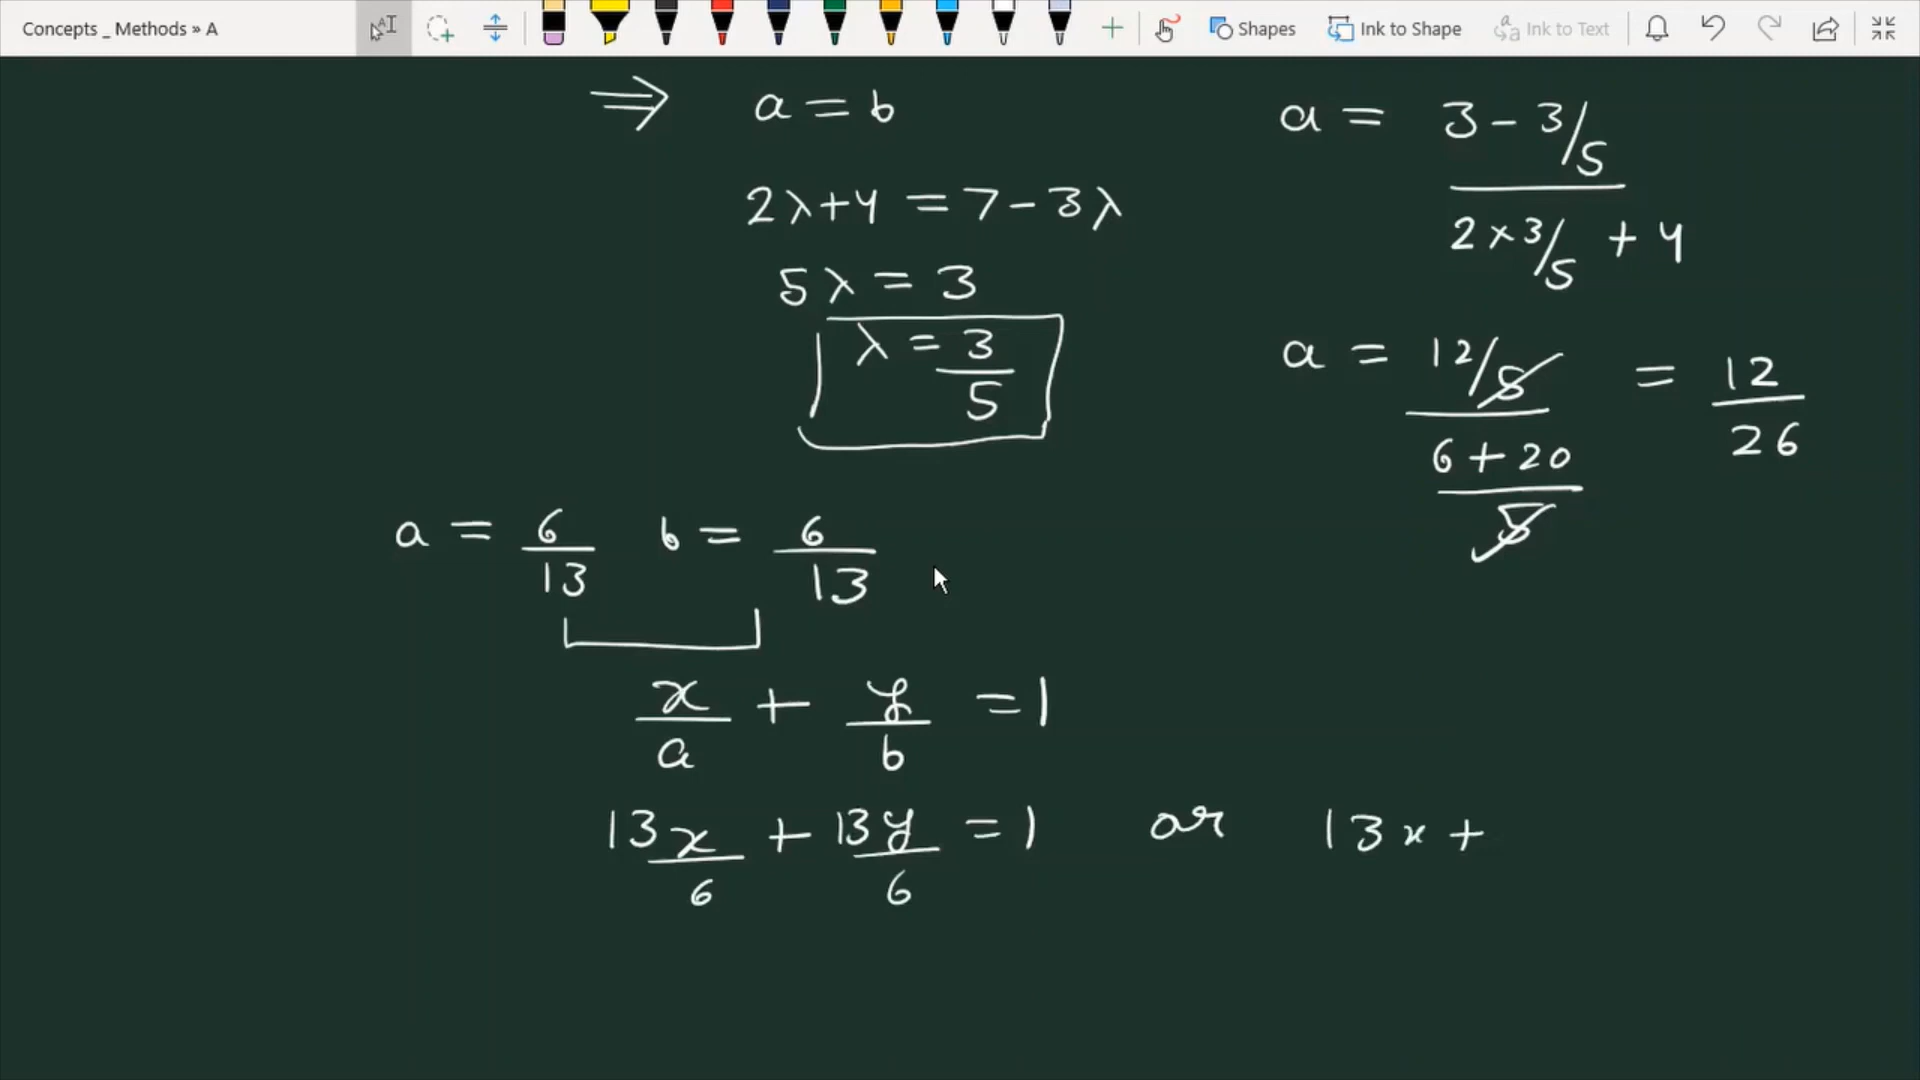 Concepts _ Methods » A
Shapes
Ink to Shape
Ink to Text
⇒ a = b
2λ+4 = 7-3λ
5λ = 3
λ = 3/5
a = (3 - 3/5)/(2×3/5 + 4)
a = (12/5)/((6+20)/5) = 12/26
a = 6/13 b = 6/13
x/a + y/b = 1
13x/6 + 13y/6 = 1 or 13x +